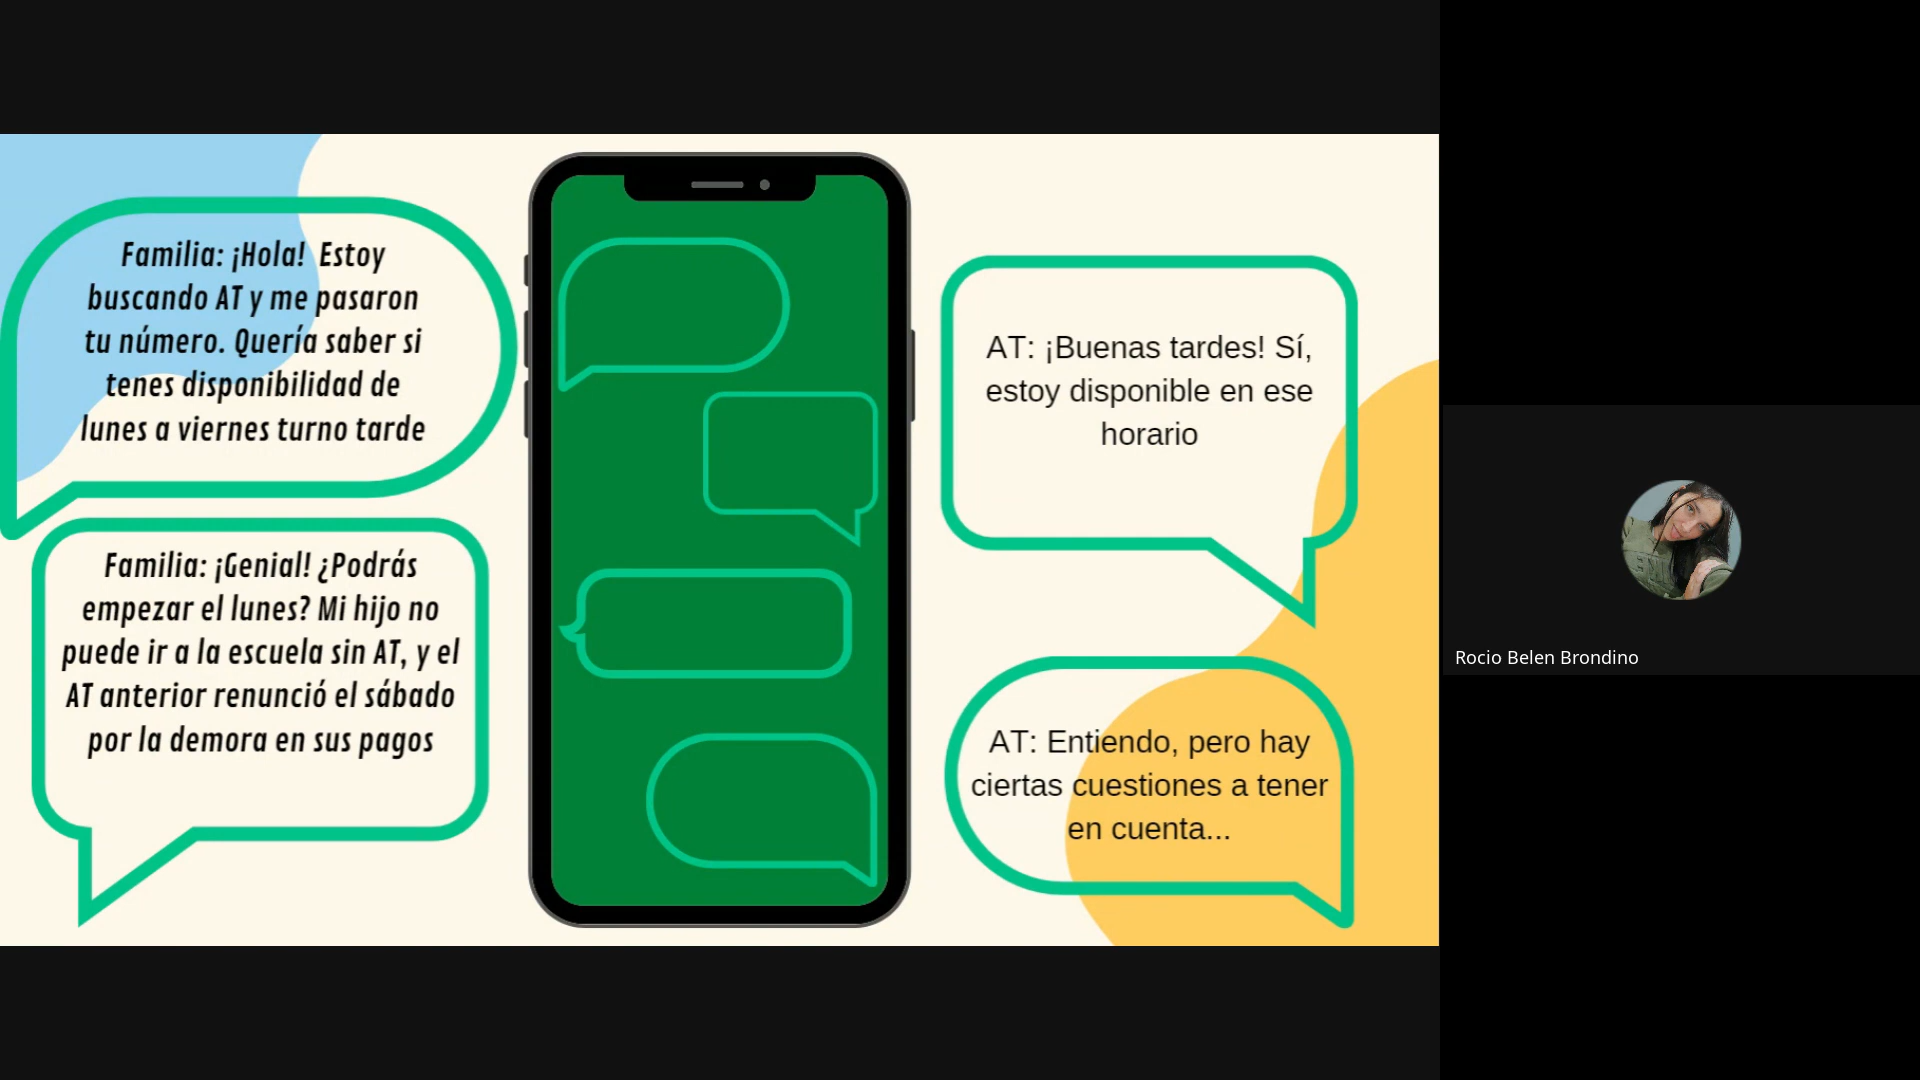 Familia: ¡Hola!  Estoy
buscando AT y me pasaron
tu número. Quería saber si
tenes disponibilidad de
lunes a viernes turno tarde
AT: ¡Buenas tardes! Sí,
estoy disponible en ese
horario
Familia: ¡Genial! ¿Podrás
empezar el lunes? Mi hijo no
puede ir a la escuela sin AT, y el
AT anterior renunció el sábado
por la demora en sus pagos
AT: Entiendo, pero hay
ciertas cuestiones a tener
en cuenta...
Rocio Belen Brondino